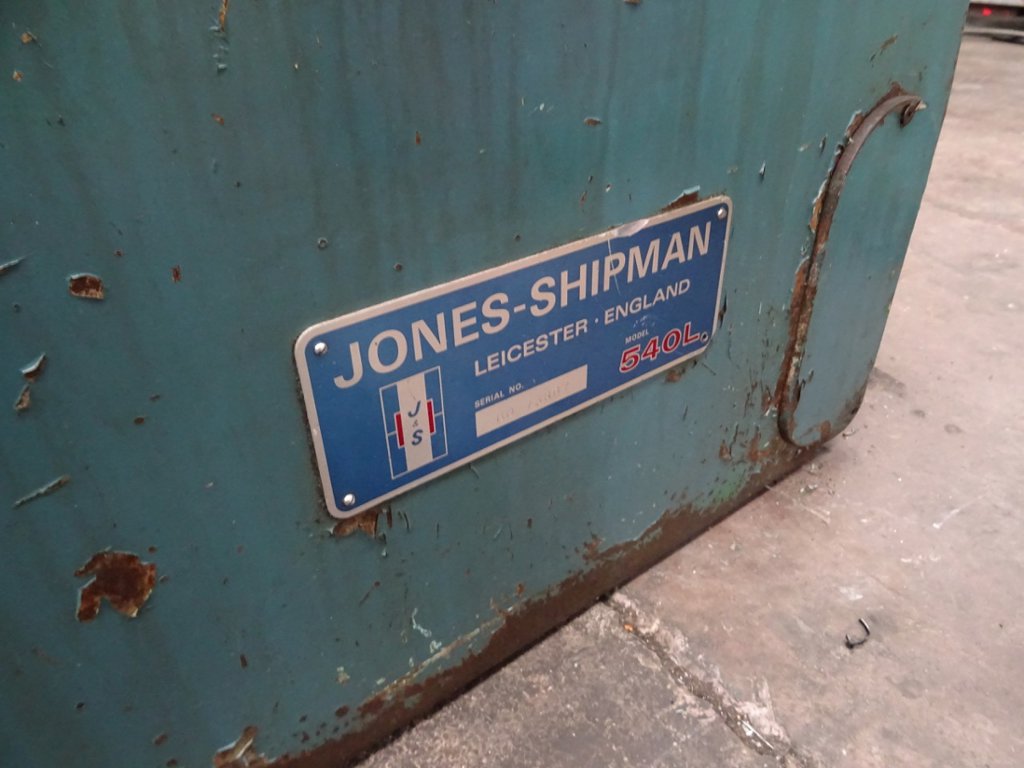 JONES-SHIPMAN
LEICESTER · ENGLAND
MODEL
540L.
SERIAL NO.
J
&
S